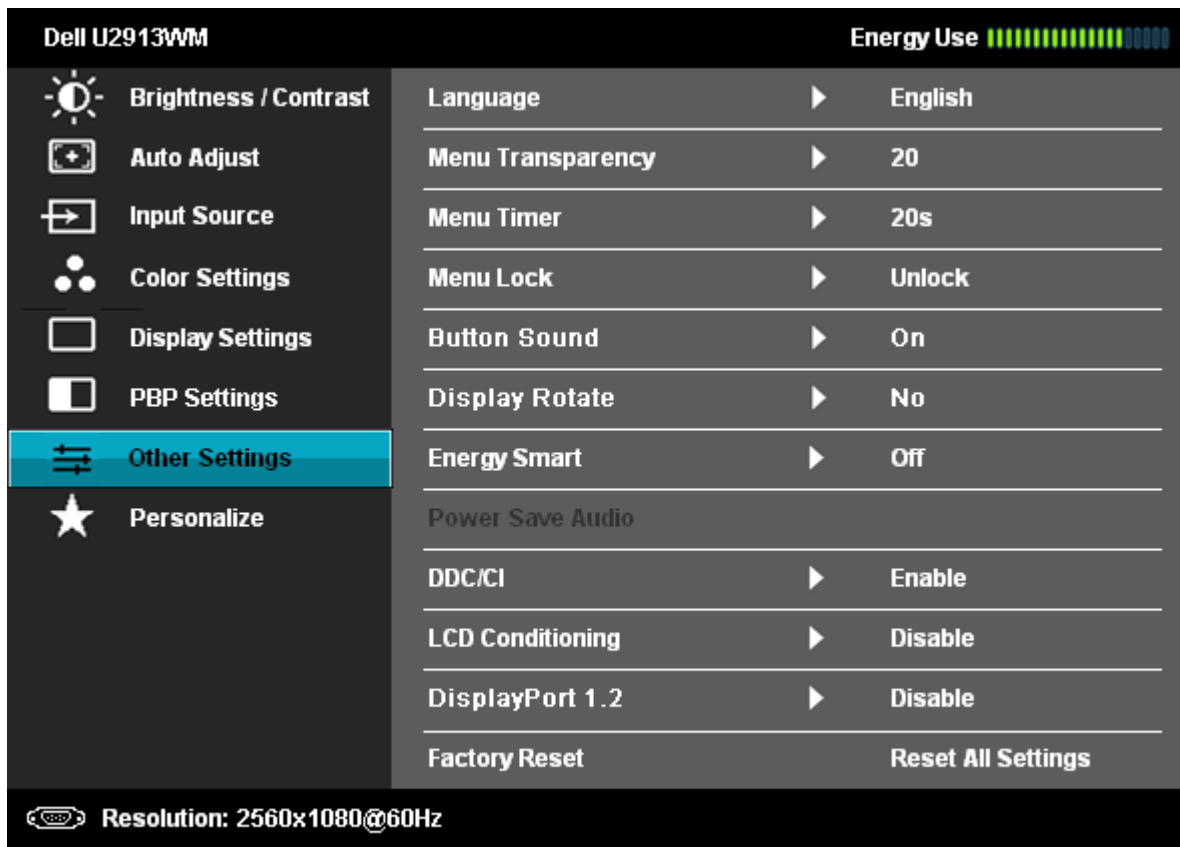 Dell U2913WM Energy Use
Brightness / Contrast
Auto Adjust
Input Source
Color Settings
Display Settings
PBP Settings
Other Settings
Personalize
Language English
Menu Transparency 20
Menu Timer 20s
Menu Lock Unlock
Button Sound On
Display Rotate No
Energy Smart Off
Power Save Audio
DDC/CI Enable
LCD Conditioning Disable
DisplayPort 1.2 Disable
Factory Reset Reset All Settings
Resolution: 2560x1080@60Hz